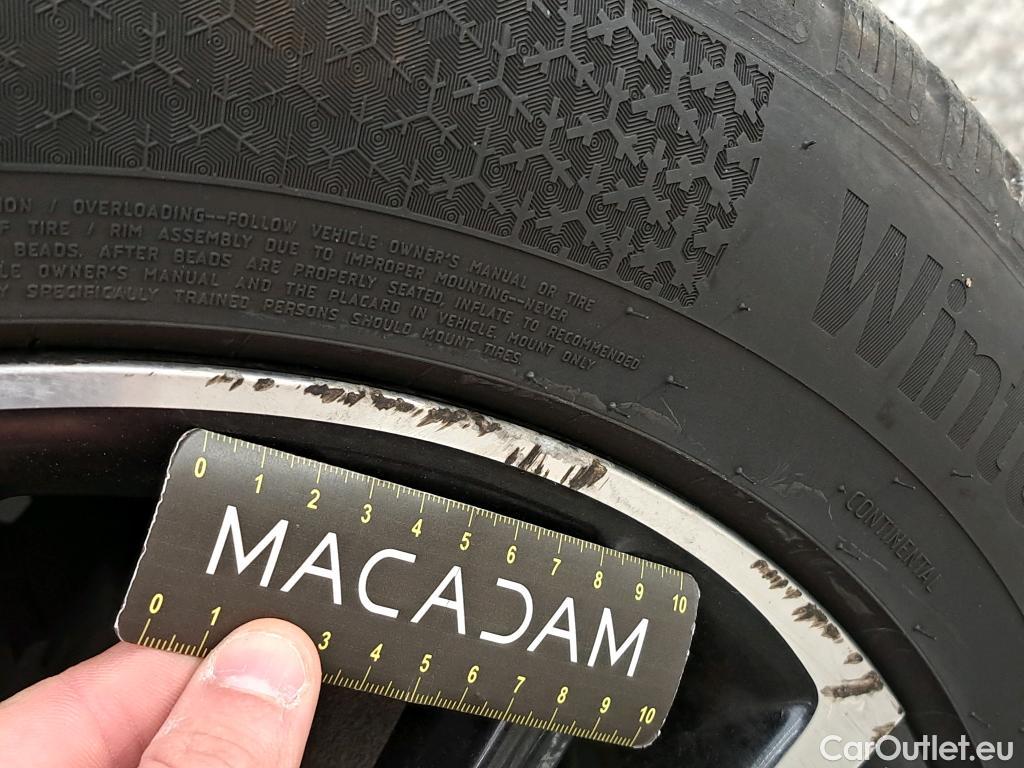 ION / OVERLOADING--FOLLOW VEHICLE OWNER'S MANUAL OR TIRE
F TIRE / RIM ASSEMBLY DUE TO IMPROPER MOUNTING--NEVER
BEADS. AFTER BEADS ARE PROPERLY SEATED, INFLATE TO RECOMMENDED
LE OWNER'S MANUAL AND THE PLACARD IN VEHICLE. MOUNT ONLY
Y SPECIFICALLY TRAINED PERSONS SHOULD MOUNT TIRES
Winte
CONTINENTAL
0 1 2 3 4 5 6 7 8 9 10
MACADAM
0 1 3 4 5 6 7 8 9 10
CarOutlet.eu